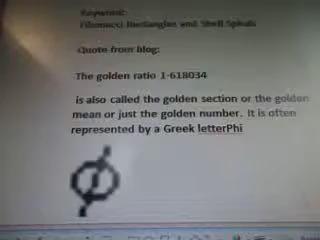 Keyword:
Fibonacci Rectangles and Shell Spirals
Quote from blog:
The golden ratio 1·618034
is also called the golden section or the golden
mean or just the golden number. It is often
represented by a Greek letterPhi
ϕ